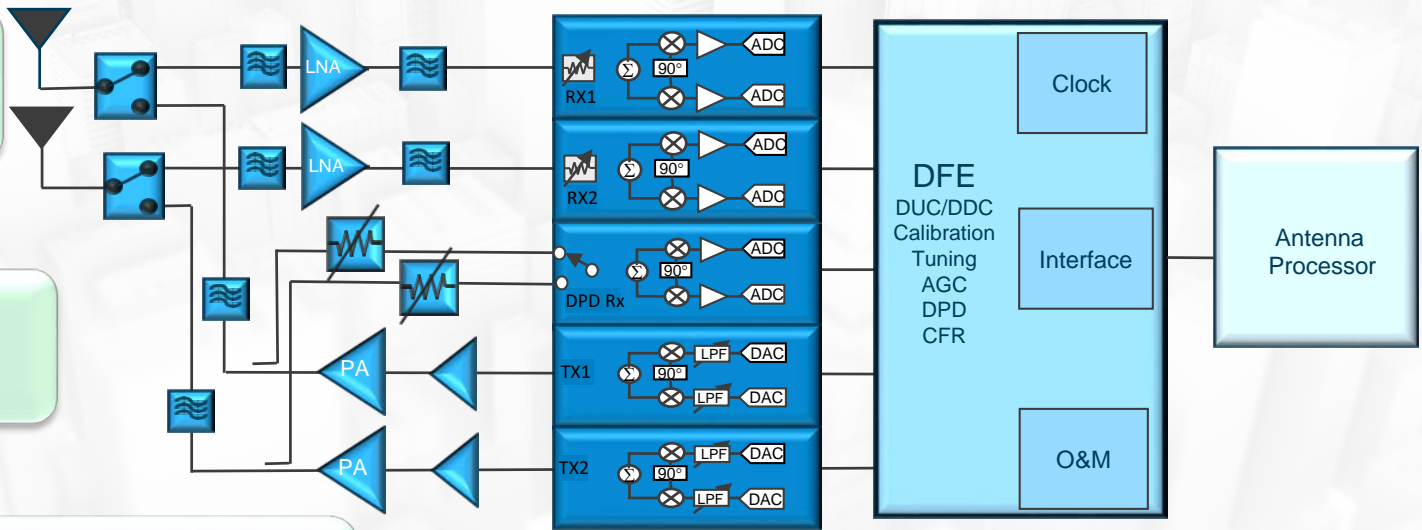 LNA
LNA
PA
PA
RX1
Σ
90°
ADC
ADC
RX2
Σ
90°
ADC
ADC
DPD Rx
Σ
90°
ADC
ADC
TX1
Σ
90°
LPF
DAC
LPF
DAC
TX2
Σ
90°
LPF
DAC
LPF
DAC
DFE
DUC/DDC
Calibration
Tuning
AGC
DPD
CFR
Clock
Interface
O&M
Antenna
Processor